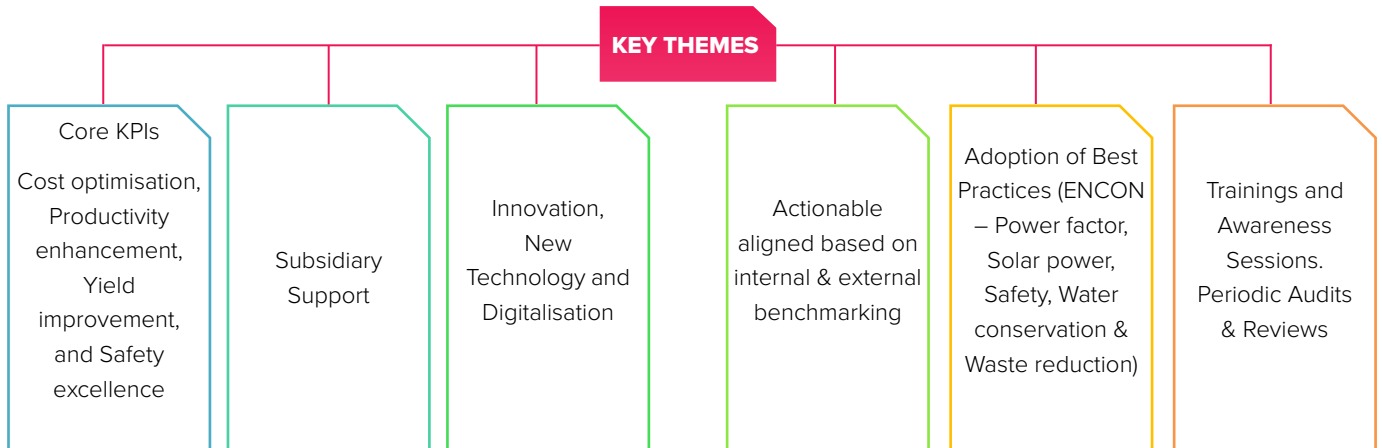 KEY THEMES
Core KPIs
Cost optimisation,
Productivity
enhancement,
Yield
improvement,
and Safety
excellence
Subsidiary
Support
Innovation,
New
Technology and
Digitalisation
Actionable
aligned based on
internal & external
benchmarking
Adoption of Best
Practices (ENCON
– Power factor,
Solar power,
Safety, Water
conservation &
Waste reduction)
Trainings and
Awareness
Sessions.
Periodic Audits
& Reviews